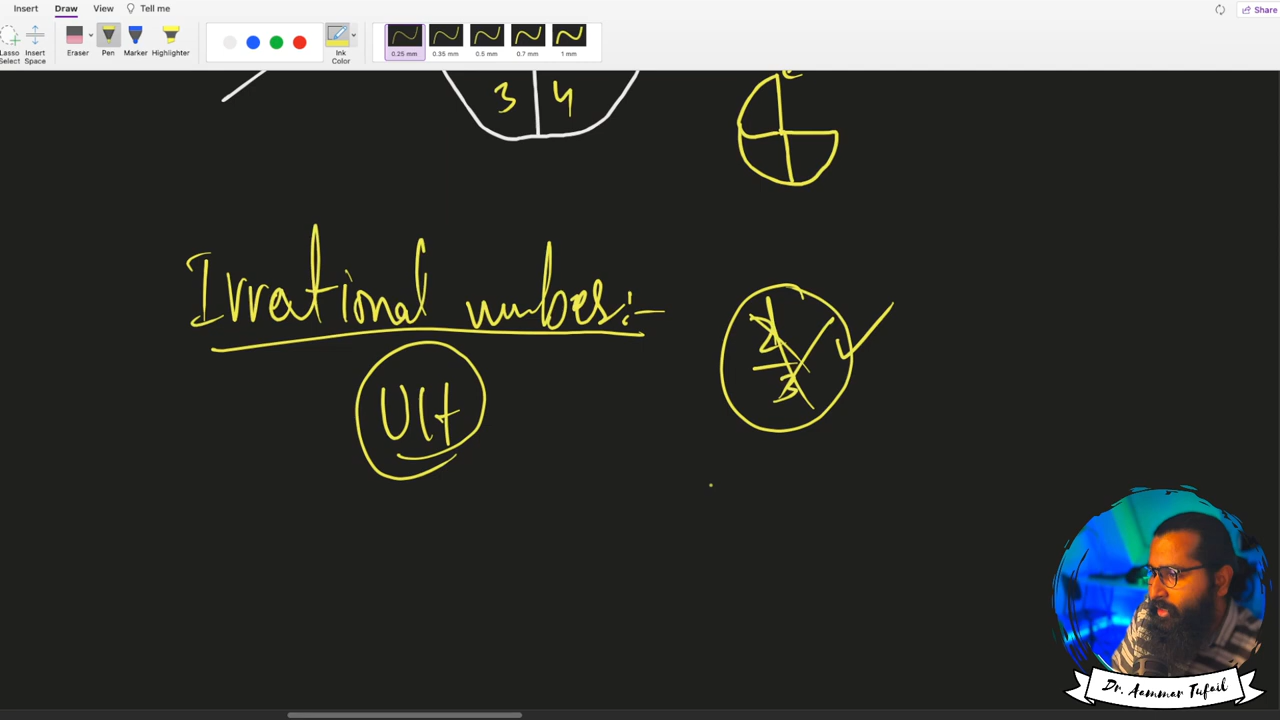 Insert Draw View Tell me
Share
Lasso Select
Insert Space
Eraser
Pen
Marker
Highlighter
Ink Color
0.25 mm
0.35 mm
0.5 mm
0.7 mm
1 mm
3 4
Irrational numbes:-
2
3
Ult
Dr. Aammar Tufail